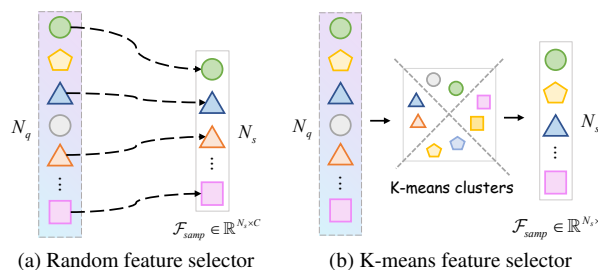 N_q
N_s
F_samp ∈ ℝ^{N_s×C}
(a) Random feature selector
N_q
K-means clusters
N_s
F_samp ∈ ℝ^{N_s
(b) K-means feature selector